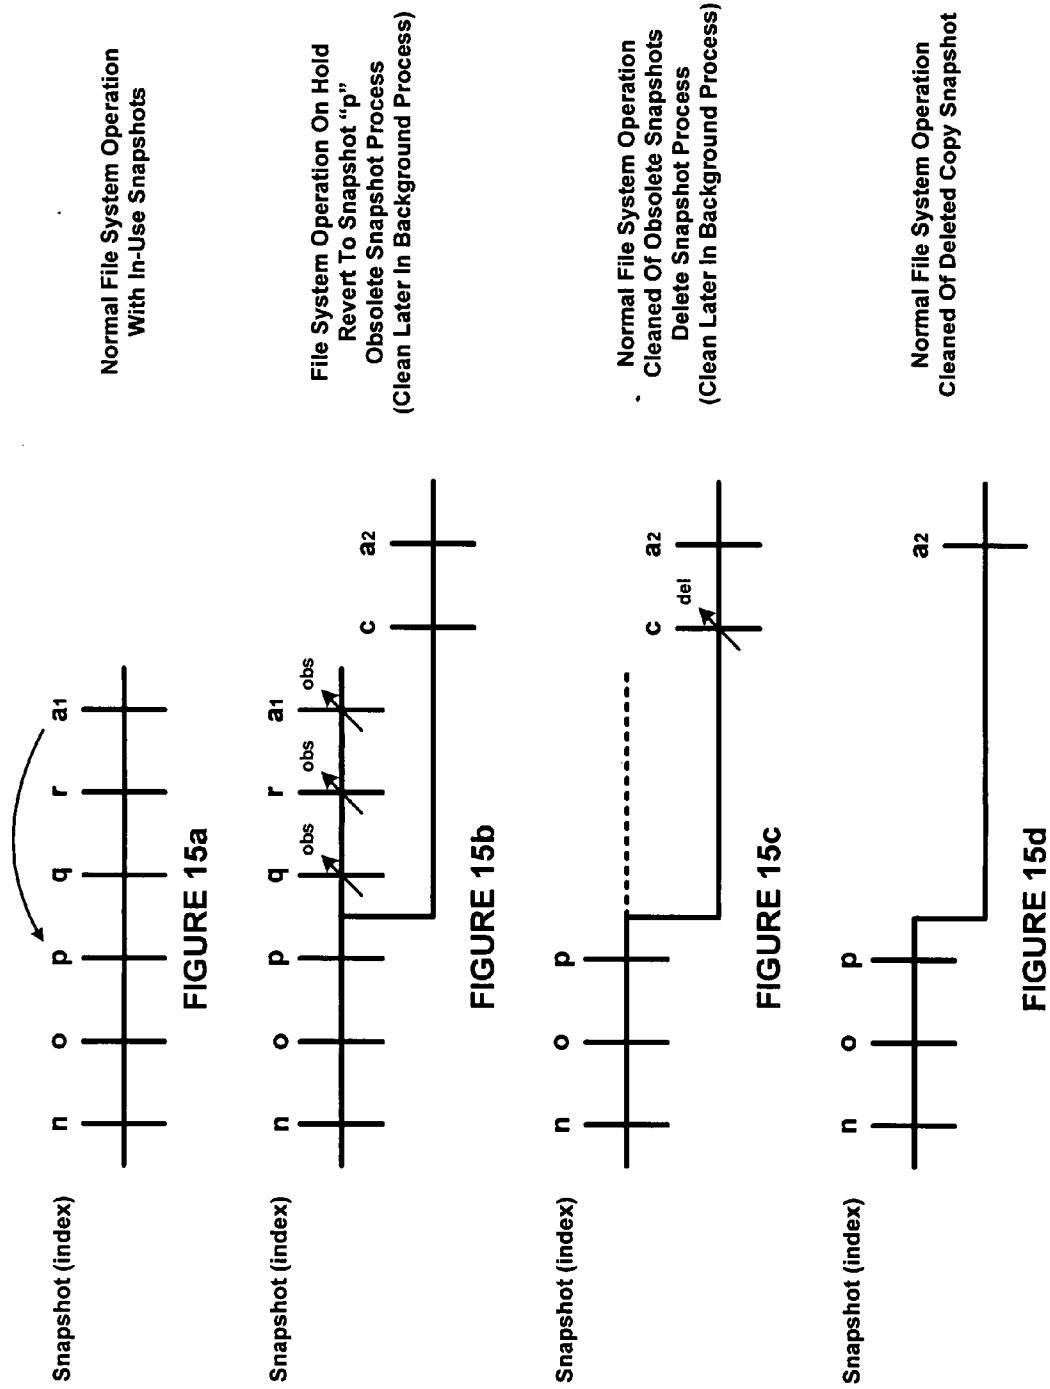 Snapshot (index)
n o p q r a1
Normal File System Operation
With In-Use Snapshots
FIGURE 15a
Snapshot (index)
n o p q r a1
obs obs obs
c a2
File System Operation On Hold
Revert To Snapshot "p"
Obsolete Snapshot Process
(Clean Later In Background Process)
FIGURE 15b
Snapshot (index)
n o p c a2
del
Normal File System Operation
Cleaned Of Obsolete Snapshots
Delete Snapshot Process
(Clean Later In Background Process)
FIGURE 15c
Snapshot (index)
n o p a2
Normal File System Operation
Cleaned Of Deleted Copy Snapshot
FIGURE 15d